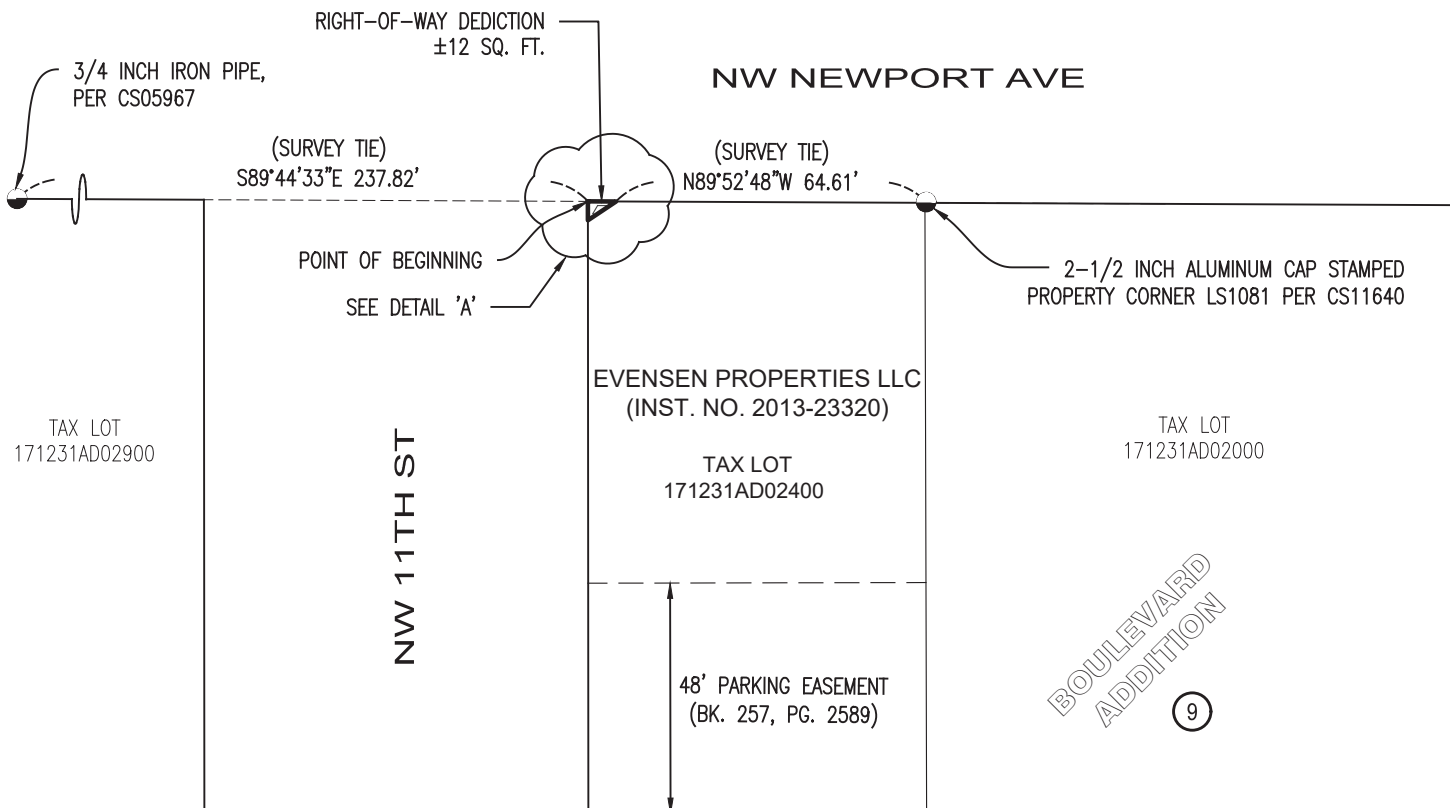 RIGHT-OF-WAY DEDICTION
±12 SQ. FT.
3/4 INCH IRON PIPE,
PER CS05967
NW NEWPORT AVE
(SURVEY TIE)
S89°44'33"E 237.82'
(SURVEY TIE)
N89°52'48"W 64.61'
POINT OF BEGINNING
SEE DETAIL 'A'
2-1/2 INCH ALUMINUM CAP STAMPED
PROPERTY CORNER LS1081 PER CS11640
EVENSEN PROPERTIES LLC
(INST. NO. 2013-23320)
TAX LOT
171231AD02900
TAX LOT
171231AD02400
TAX LOT
171231AD02000
NW 11TH ST
48' PARKING EASEMENT
(BK. 257, PG. 2589)
BOULEVARD
ADDITION
9